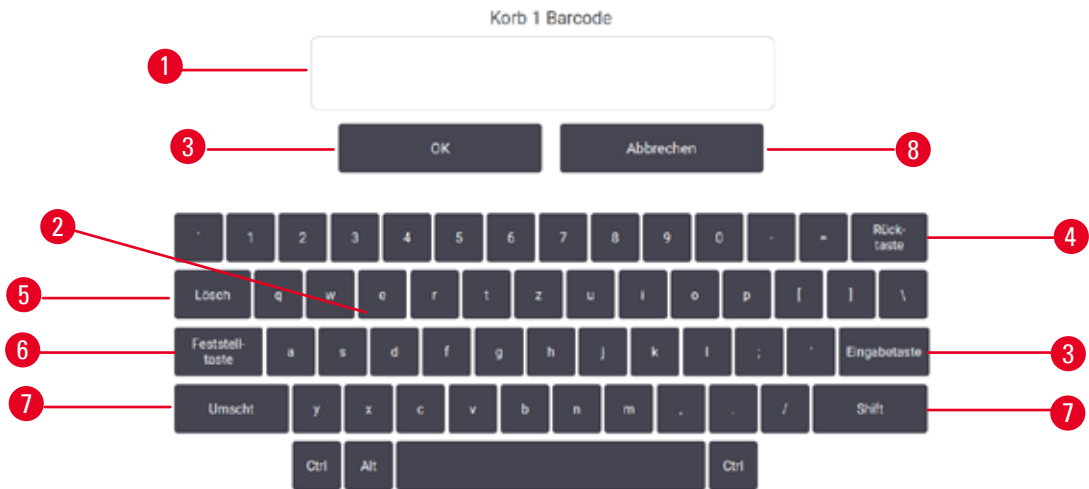 Korb 1 Barcode
1
3 OK Abbrechen 8
2
` 1 2 3 4 5 6 7 8 9 0 - = Rück-
taste 4
5 Lösch q w e r t z u i o p [ ] \
6 Feststell-
taste a s d f g h j k l ; ' Eingabetaste 3
7 Umscht y x c v b n m , . / Shift 7
Ctrl Alt Ctrl